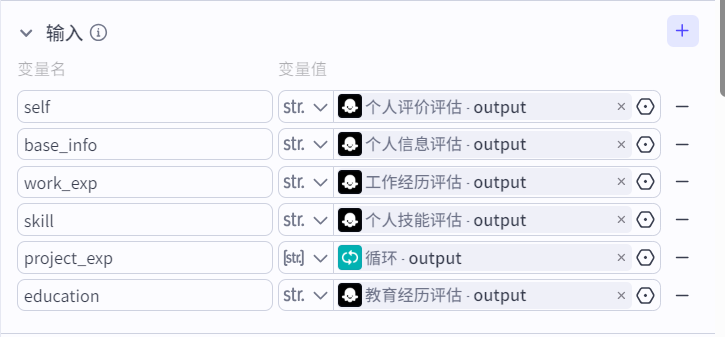 输入
变量名 变量值
self str. 个人评价评估 · output
base_info str. 个人信息评估 · output
work_exp str. 工作经历评估 · output
skill str. 个人技能评估 · output
project_exp [str.] 循环 · output
education str. 教育经历评估 · output